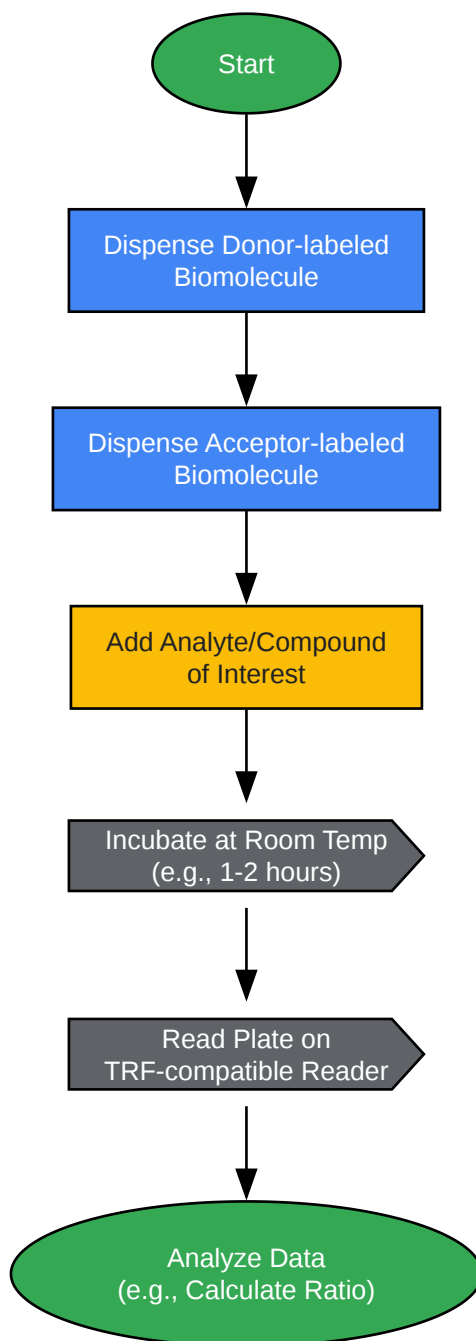 Start
Dispense Donor-labeled
Biomolecule
Dispense Acceptor-labeled
Biomolecule
Add Analyte/Compound
of Interest
Incubate at Room Temp
(e.g., 1-2 hours)
Read Plate on
TRF-compatible Reader
Analyze Data
(e.g., Calculate Ratio)